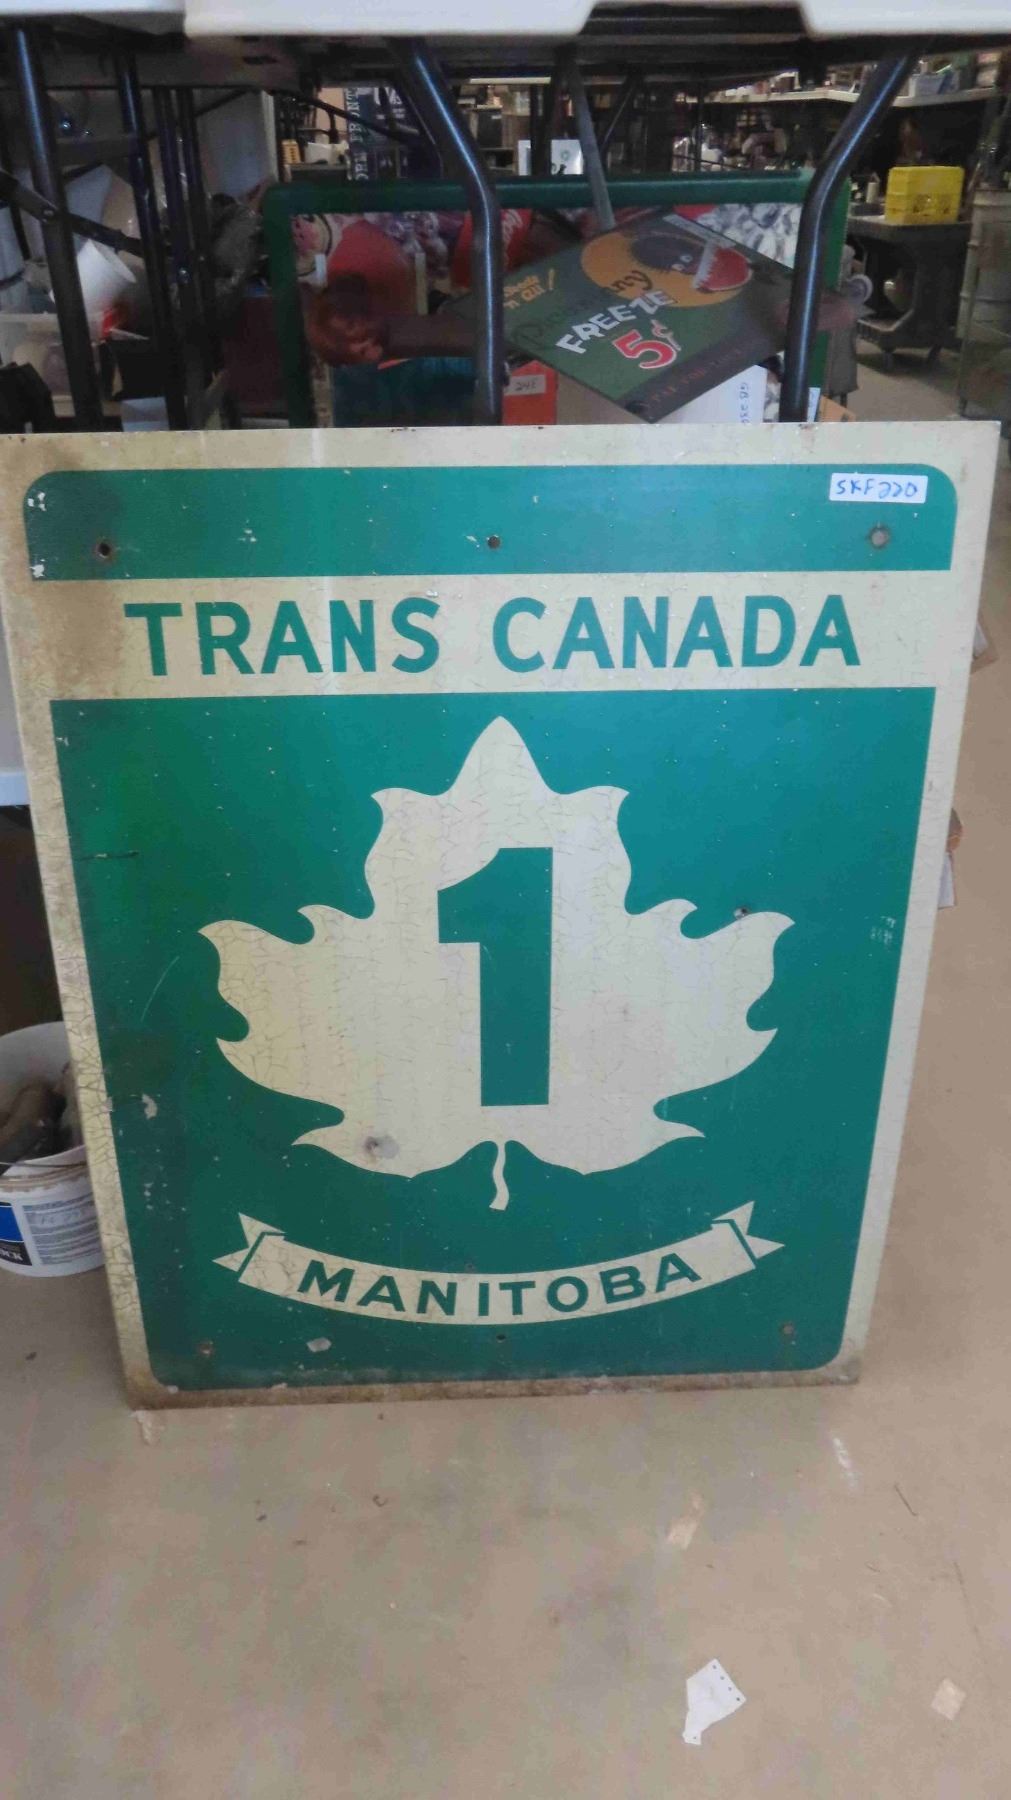 FREEZE
5¢
SKF220
TRANS CANADA
1
MANITOBA